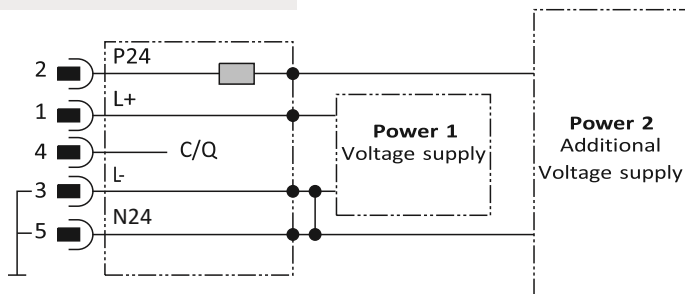 2 P24
1 L+
4 C/Q
3 L-
5 N24
Power 1
Voltage supply
Power 2
Additional
Voltage supply